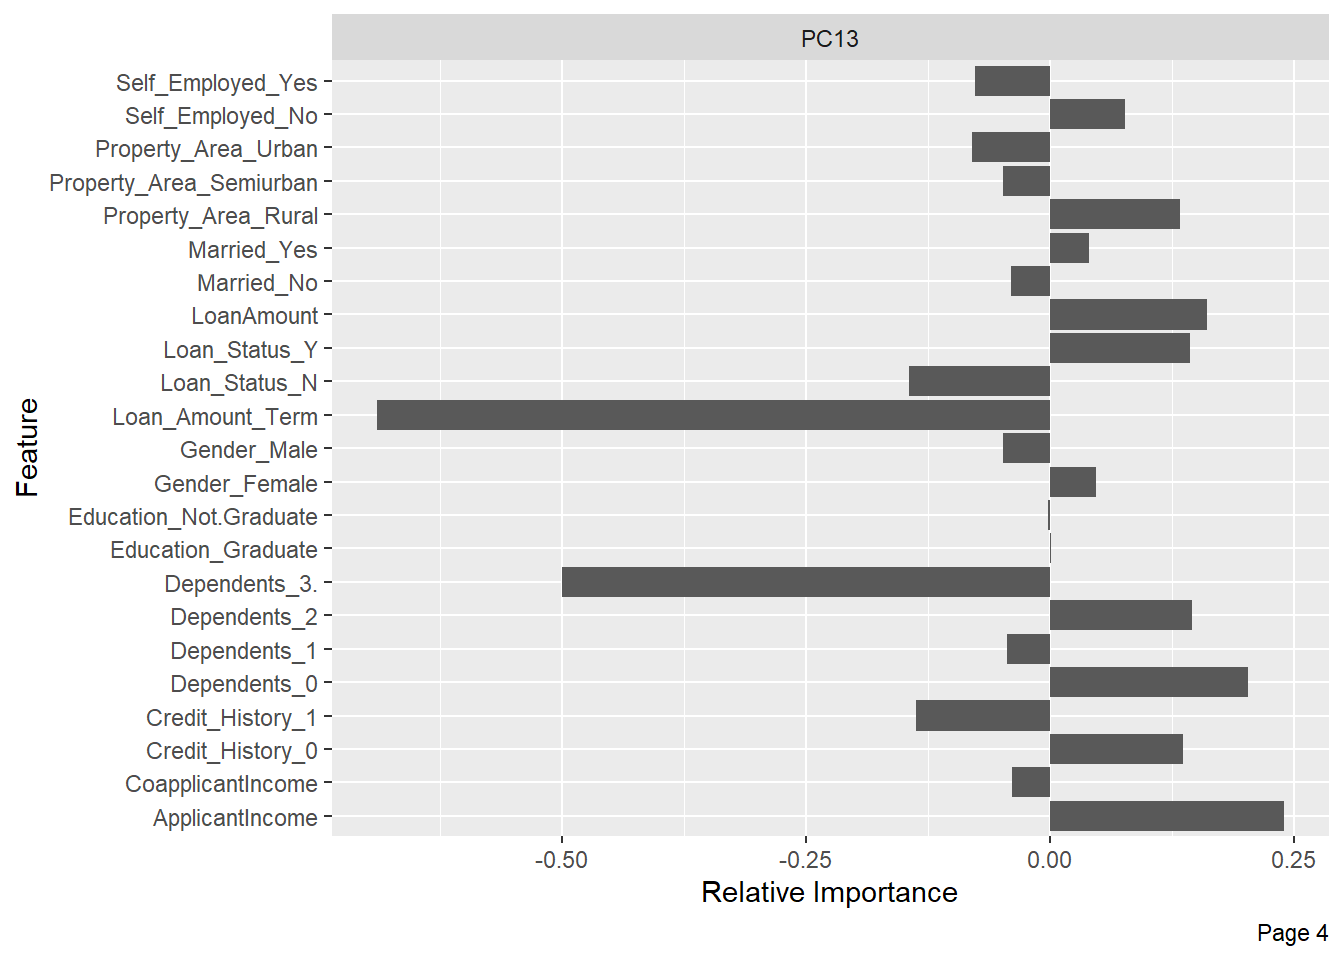 PC13
Self_Employed_Yes
Self_Employed_No
Property_Area_Urban
Property_Area_Semiurban
Property_Area_Rural
Married_Yes
Married_No
LoanAmount
Loan_Status_Y
Loan_Status_N
Loan_Amount_Term
Gender_Male
Gender_Female
Education_Not.Graduate
Education_Graduate
Dependents_3.
Dependents_2
Dependents_1
Dependents_0
Credit_History_1
Credit_History_0
CoapplicantIncome
ApplicantIncome
Feature
-0.50 -0.25 0.00 0.25
Relative Importance
Page 4